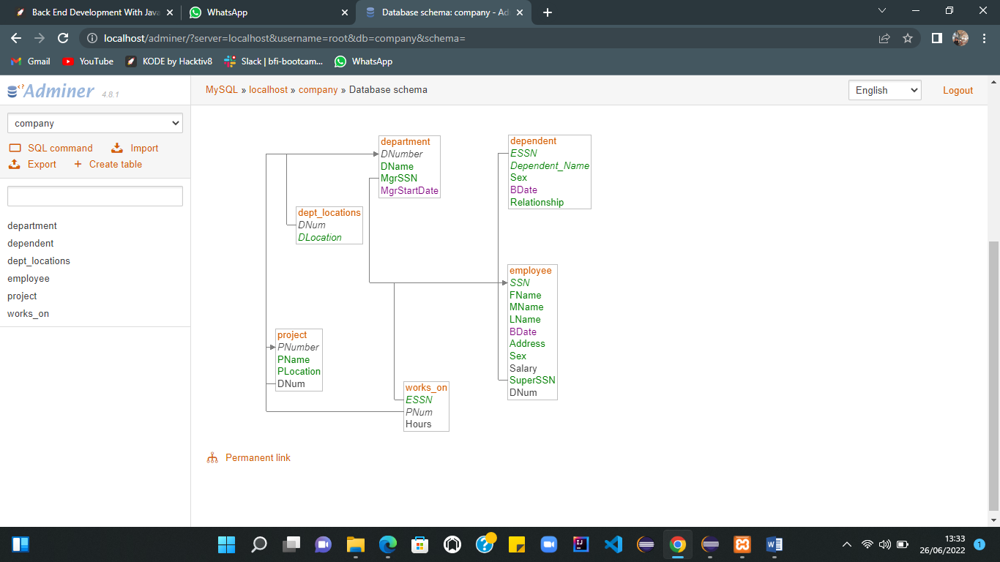 Back End Development With Java
WhatsApp
Database schema: company - Ad
localhost/adminer/?server=localhost&username=root&db=company&schema=
Gmail
YouTube
KODE by Hacktiv8
Slack | bfi-bootcam...
WhatsApp
Adminer 4.8.1
MySQL » localhost » company » Database schema
English
Logout
company
SQL command
Import
Export
Create table
department
dependent
dept_locations
employee
project
works_on
department
DNumber
DName
MgrSSN
MgrStartDate
dependent
ESSN
Dependent_Name
Sex
BDate
Relationship
dept_locations
DNum
DLocation
employee
SSN
FName
MName
LName
BDate
Address
Sex
Salary
SuperSSN
DNum
project
PNumber
PName
PLocation
DNum
works_on
ESSN
PNum
Hours
Permanent link
13:33
26/06/2022
1